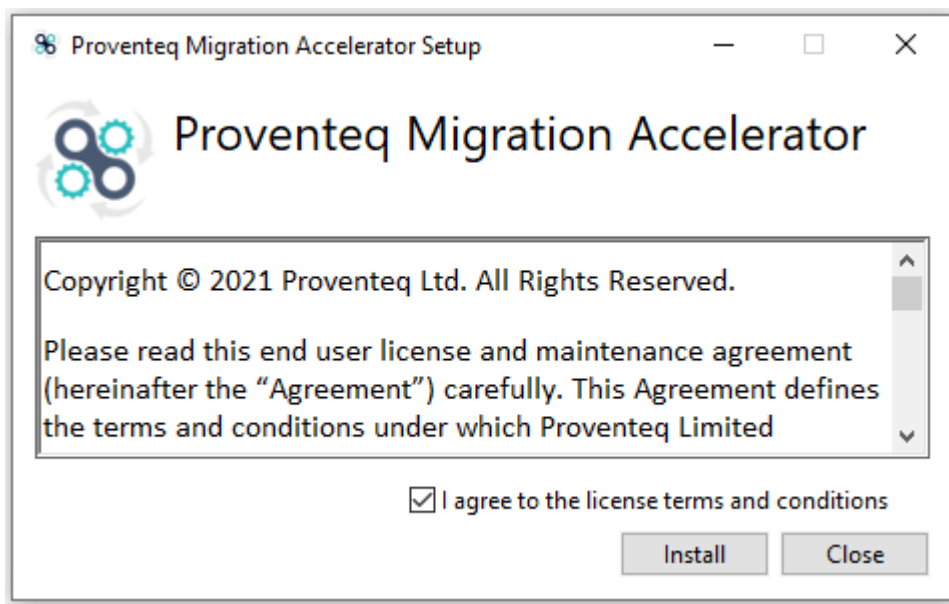 Proventeq Migration Accelerator Setup
Proventeq Migration Accelerator
Copyright © 2021 Proventeq Ltd. All Rights Reserved.
Please read this end user license and maintenance agreement
(hereinafter the “Agreement”) carefully. This Agreement defines
the terms and conditions under which Proventeq Limited
I agree to the license terms and conditions
Install Close